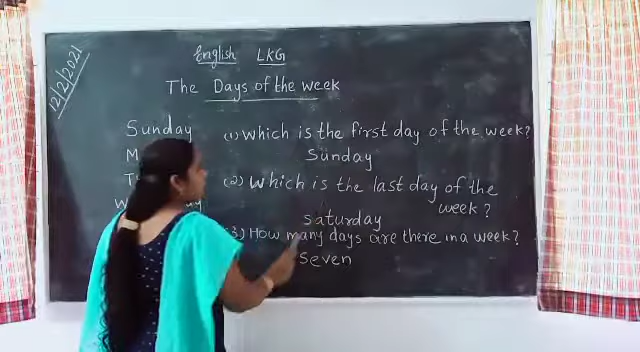 12/2/2021
English LKG
The Days of the week
Sunday
(1) Which is the first day of the week?
Sunday
(2) Which is the last day of the
week?
saturday
3) How many days are there in a week?
Seven